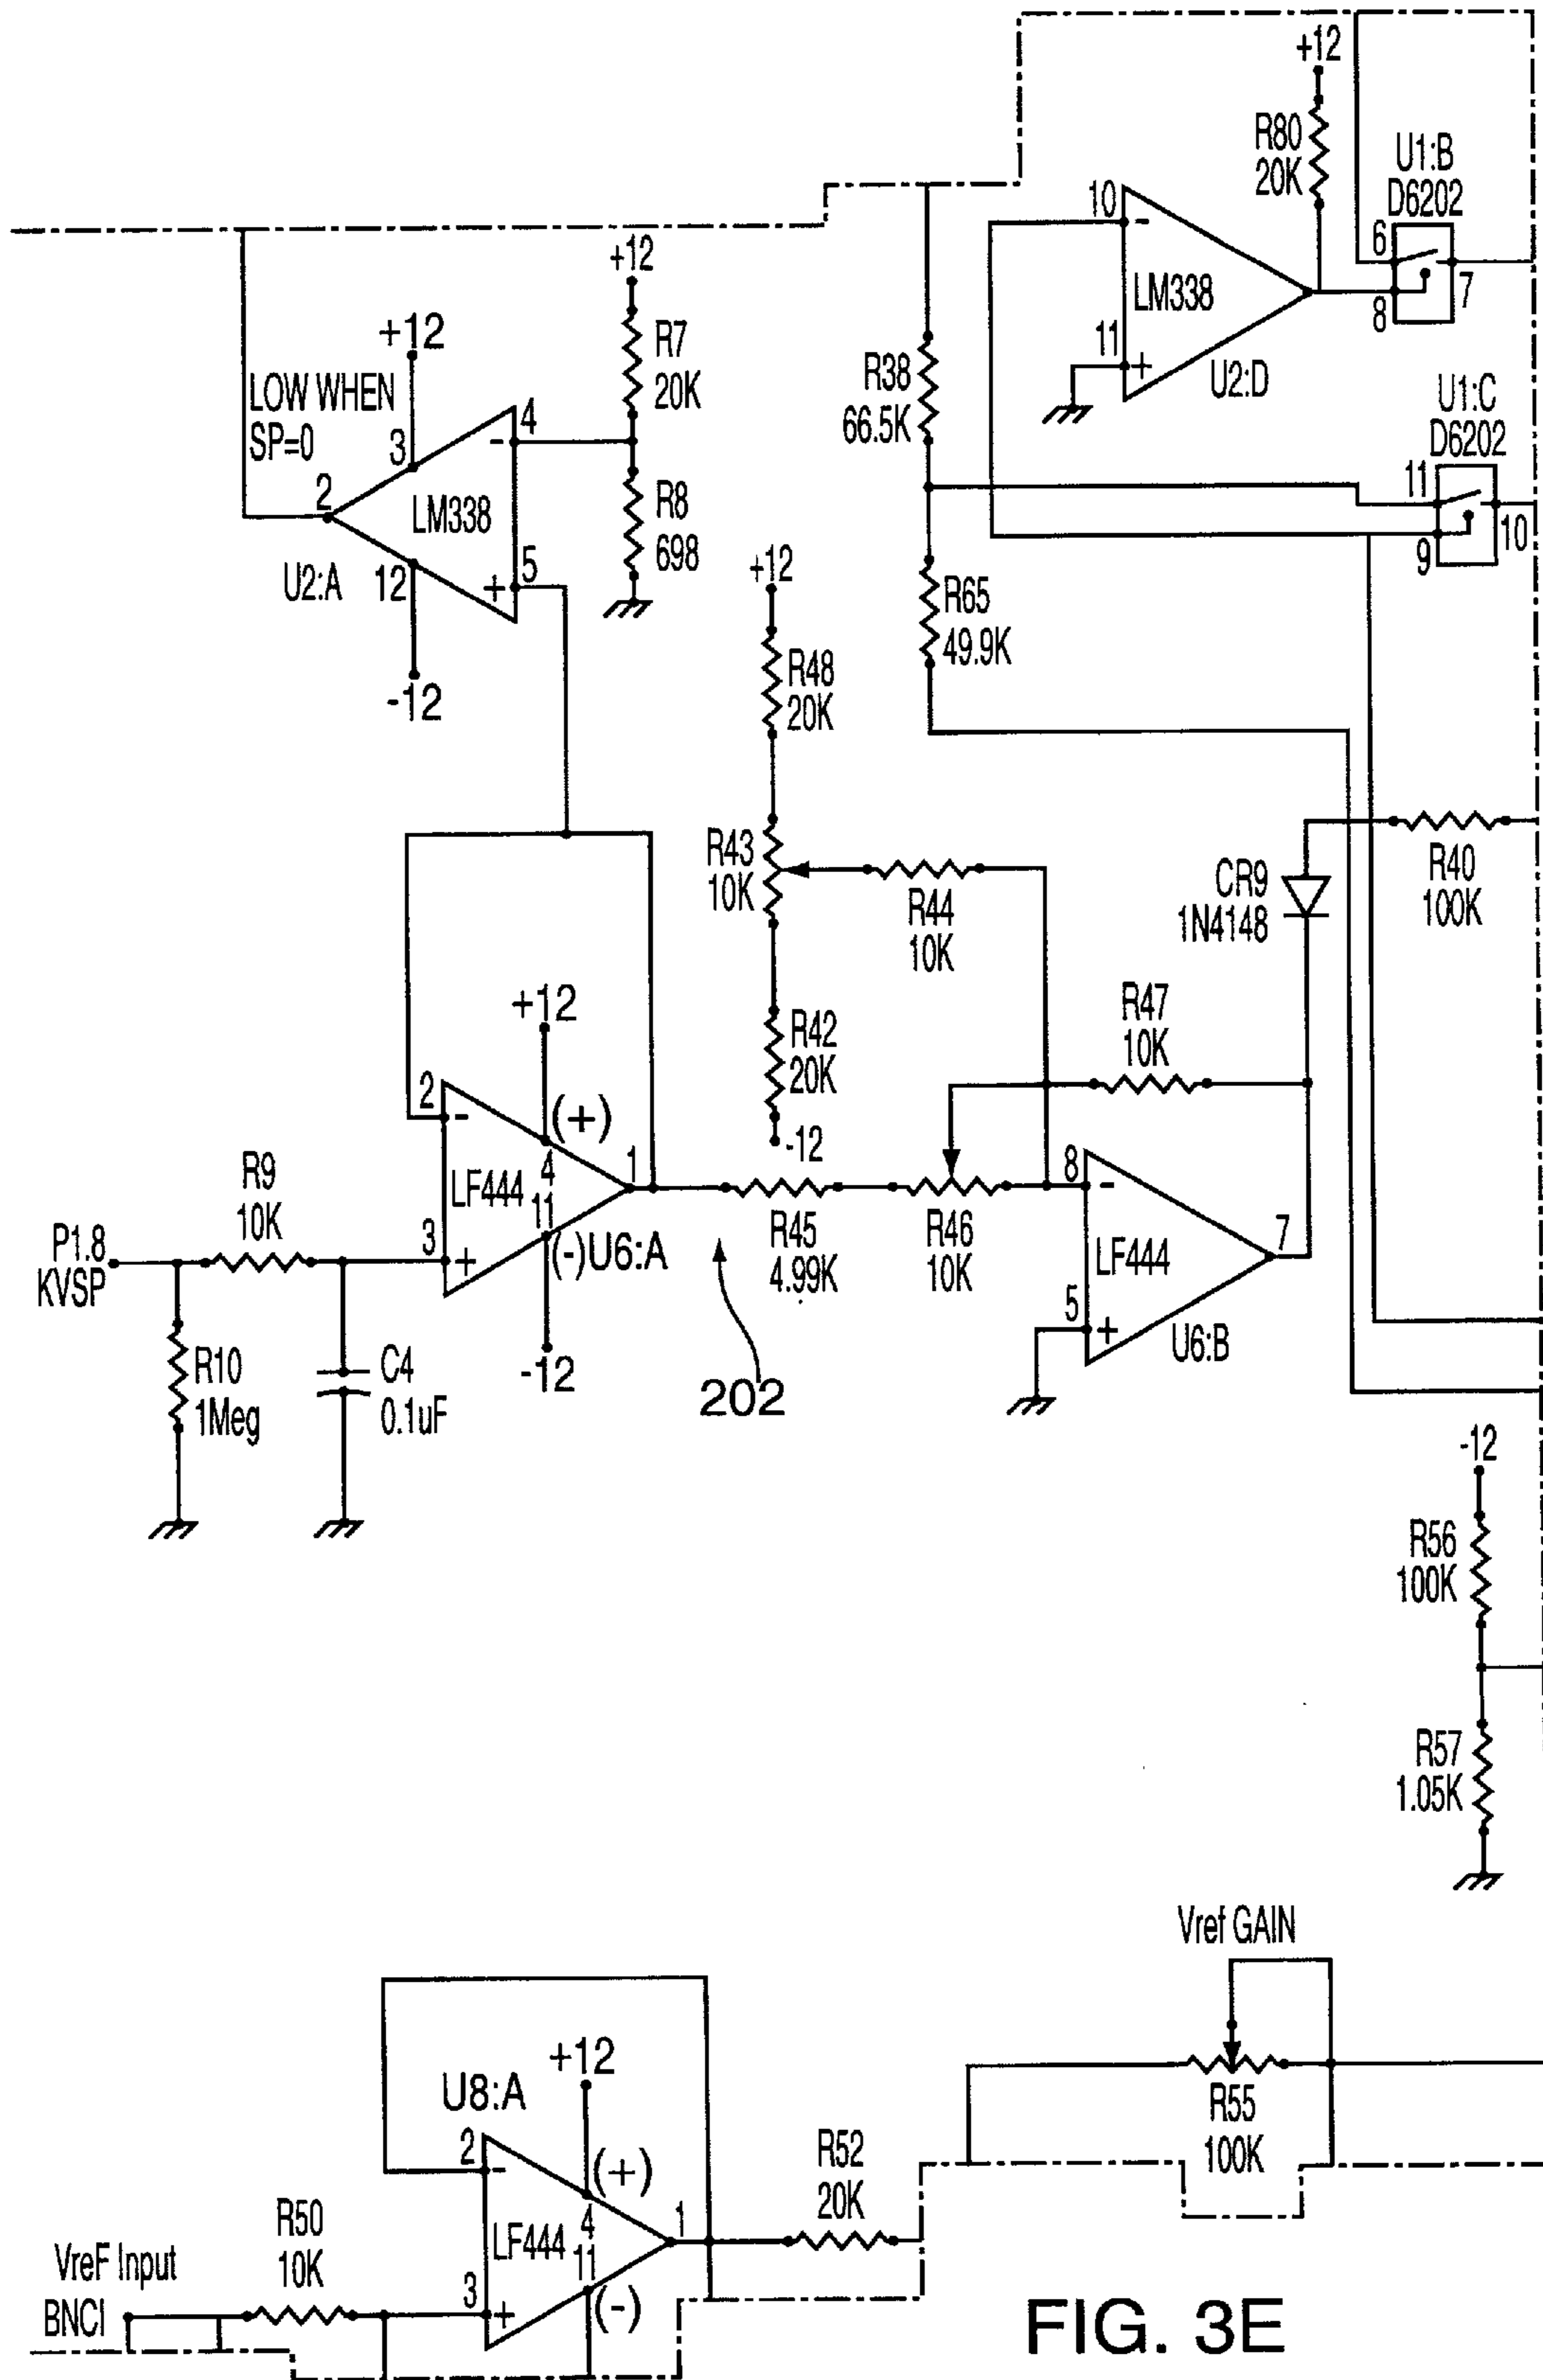 +12
R80
20K
U1:B
D6202
6
8
7
10
-
LM338
11
+
U2:D
+12
R7
20K
+12
LOW WHEN
SP=0
3
4
-
2
LM338
R8
698
5
+
U2:A
12
-12
R38
66.5K
U1:C
D6202
11
10
9
R65
49.9K
+12
R48
20K
R43
10K
R44
10K
CR9
1N4148
R40
100K
R47
10K
R42
20K
-12
+12
2
-
(+)
4
LF444
1
11
3
+
(-)
U6:A
-12
R9
10K
P1.8
KVSP
R10
1Meg
C4
0.1uF
R45
4.99K
R46
10K
202
8
-
LF444
7
5
+
U6:B
-12
R56
100K
R57
1.05K
Vref GAIN
R55
100K
U8:A
+12
2
-
(+)
4
LF444
1
11
3
+
(-)
R52
20K
R50
10K
VreF Input
BNCI
FIG. 3E